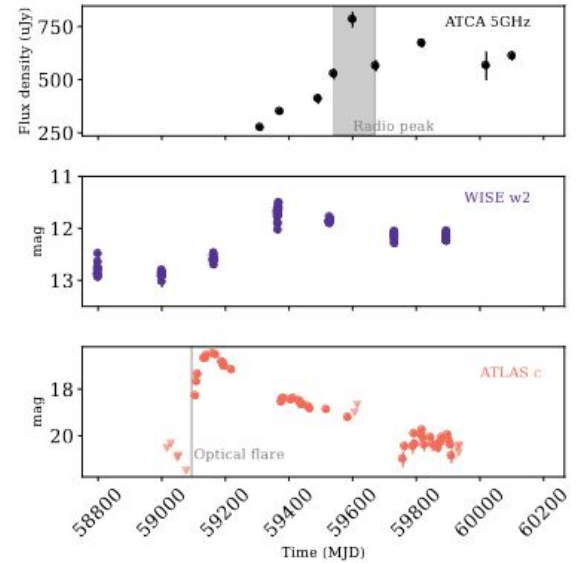 ATCA 5GHz
Flux density (uJy)
750
500
250
Radio peak
WISE w2
mag
11
12
13
ATLAS c
mag
18
20
Optical flare
58800
59000
59200
59400
59600
59800
60000
60200
Time (MJD)